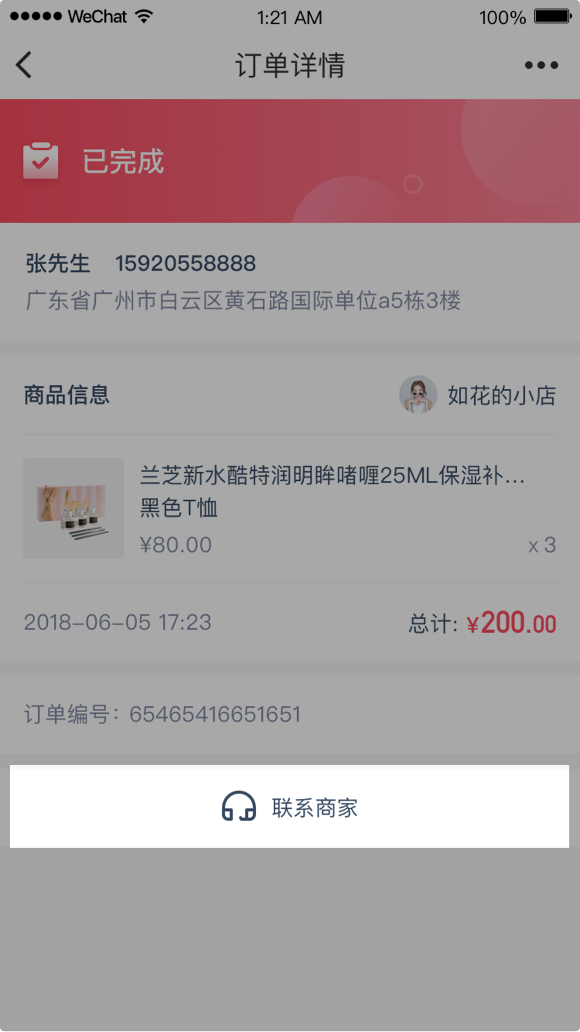 WeChat 1:21 AM 100%
订单详情
已完成
张先生 15920558888
广东省广州市白云区黄石路国际单位a5栋3楼
商品信息 如花的小店
兰芝新水酷特润明眸啫喱25ML保湿补...
黑色T恤
¥80.00 x 3
2018-06-05 17:23 总计: ¥200.00
订单编号: 65465416651651
联系商家